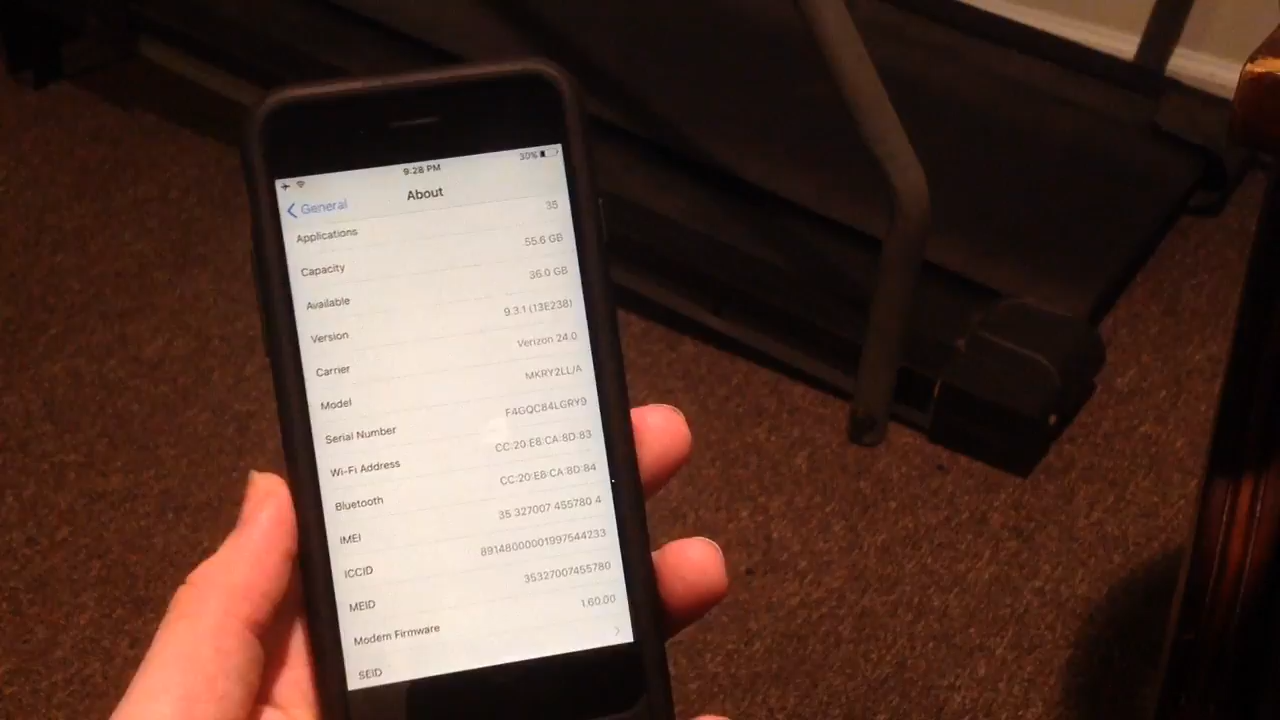 9:28 PM 30%
General About
Applications 35
Capacity 55.6 GB
Available 36.0 GB
Version 9.3.1 (13E238)
Carrier Verizon 24.0
Model MKRY2LL/A
Serial Number F4GQC84LGRY9
Wi-Fi Address CC:20:E8:CA:8D:83
Bluetooth CC:20:E8:CA:8D:84
IMEI 35 327007 455780 4
ICCID 89148000001997544233
MEID 35327007455780
Modem Firmware 1.60.00
SEID